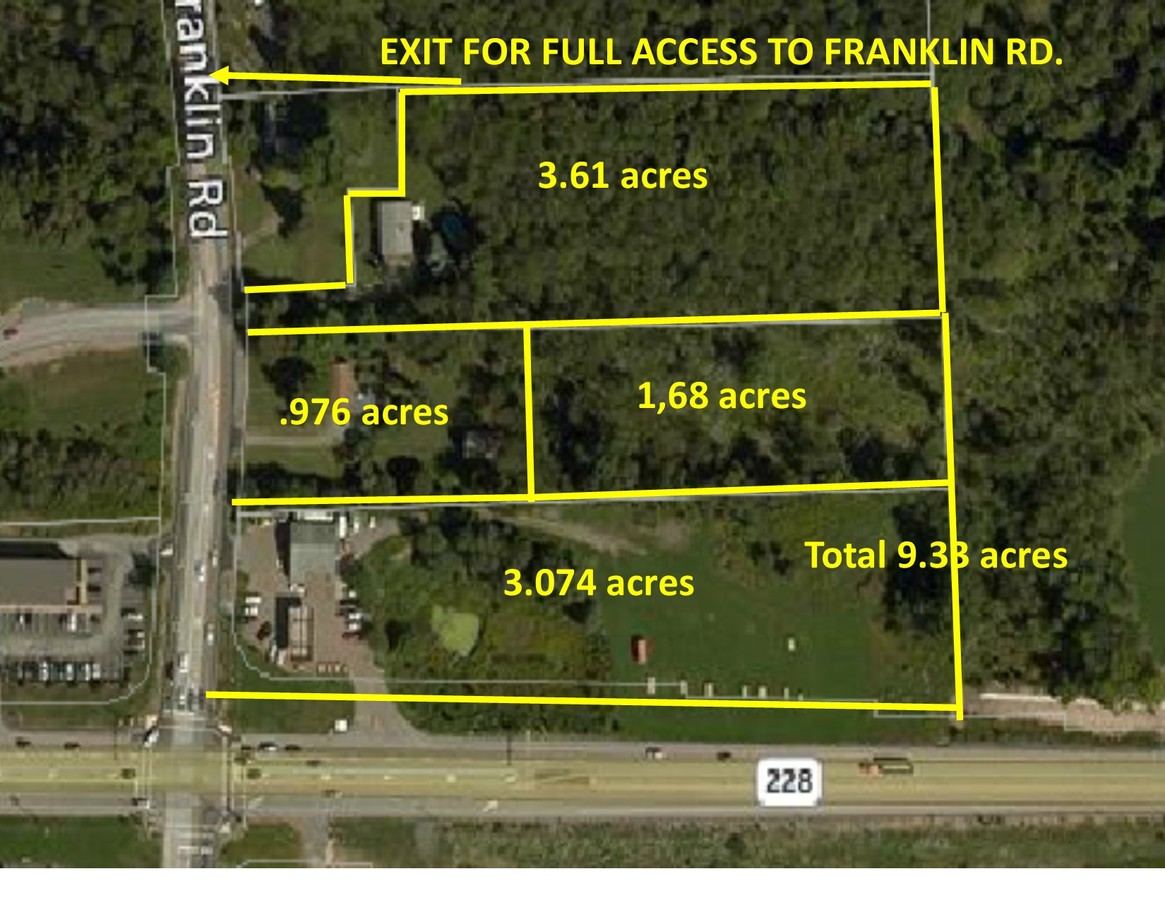 EXIT FOR FULL ACCESS TO FRANKLIN RD.
ranklin Rd
3.61 acres
.976 acres
1,68 acres
Total 9.33 acres
3.074 acres
228